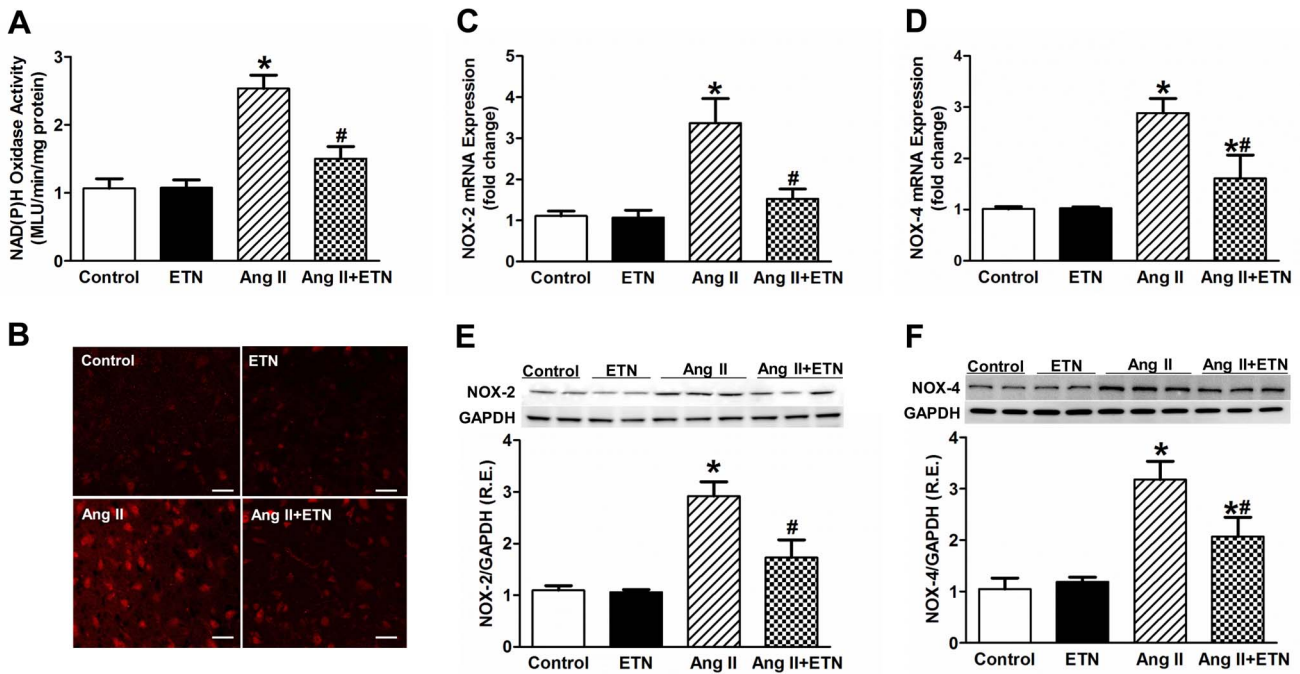 A
NAD(P)H Oxidase Activity
(MLU/min/mg protein)
3
2
1
0
*
#
Control ETN Ang II Ang II+ETN
C
NOX-2 mRNA Expression
(fold change)
5
4
3
2
1
0
*
#
Control ETN Ang II Ang II+ETN
D
NOX-4 mRNA Expression
(fold change)
4
3
2
1
0
*
*#
Control ETN Ang II Ang II+ETN
B
Control ETN
Ang II Ang II+ETN
E
Control ETN Ang II Ang II+ETN
NOX-2
GAPDH
NOX-2/GAPDH (R.E.)
4
3
2
1
0
*
#
Control ETN Ang II Ang II+ETN
F
Control ETN Ang II Ang II+ETN
NOX-4
GAPDH
NOX-4/GAPDH (R.E.)
4
3
2
1
0
*
*#
Control ETN Ang II Ang II+ETN